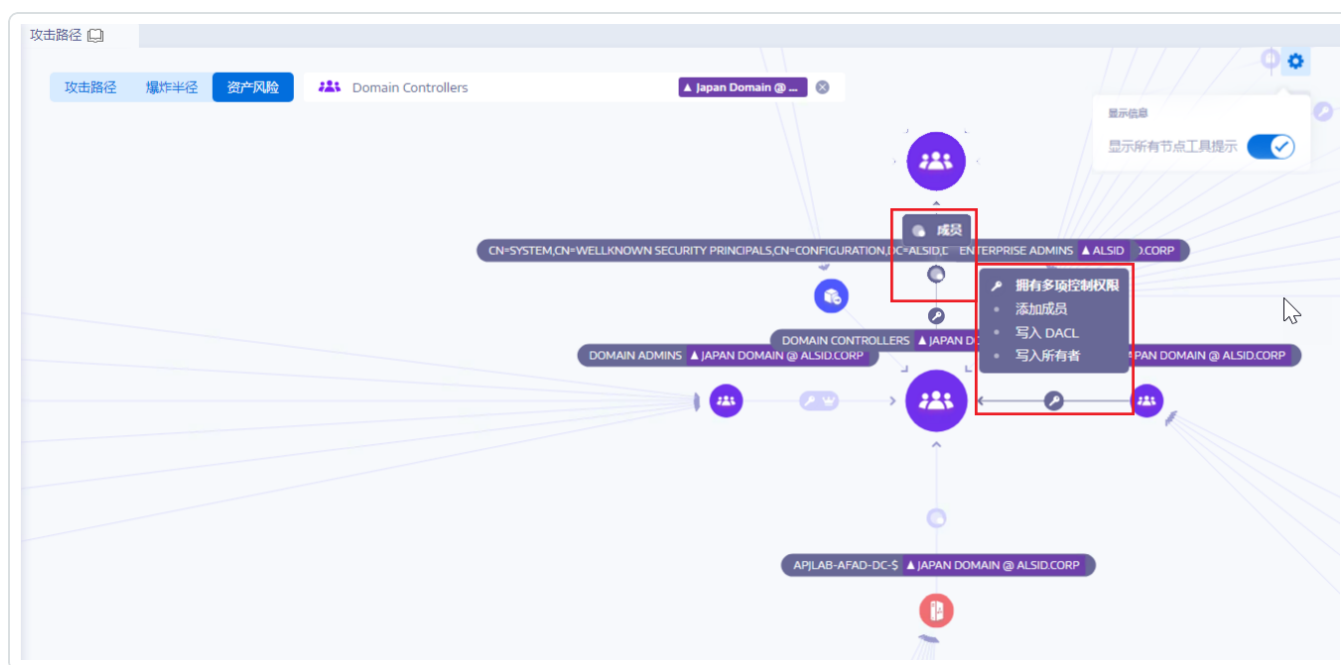 攻击路径
攻击路径 爆炸半径 资产风险 Domain Controllers ▲ Japan Domain @ ...
显示信息
显示所有节点工具提示
成员
CN=SYSTEM,CN=WELLKNOWN SECURITY PRINCIPALS,CN=CONFIGURATION,DC=ALSID,D ENTERPRISE ADMINS ▲ ALSID D.CORP
拥有多项控制权限
添加成员
写入 DACL
写入所有者
DOMAIN CONTROLLERS ▲ JAPAN D
DOMAIN ADMINS ▲ JAPAN DOMAIN @ ALSID.CORP
PAN DOMAIN @ ALSID.CORP
APJLAB-AFAD-DC-$ ▲ JAPAN DOMAIN @ ALSID.CORP